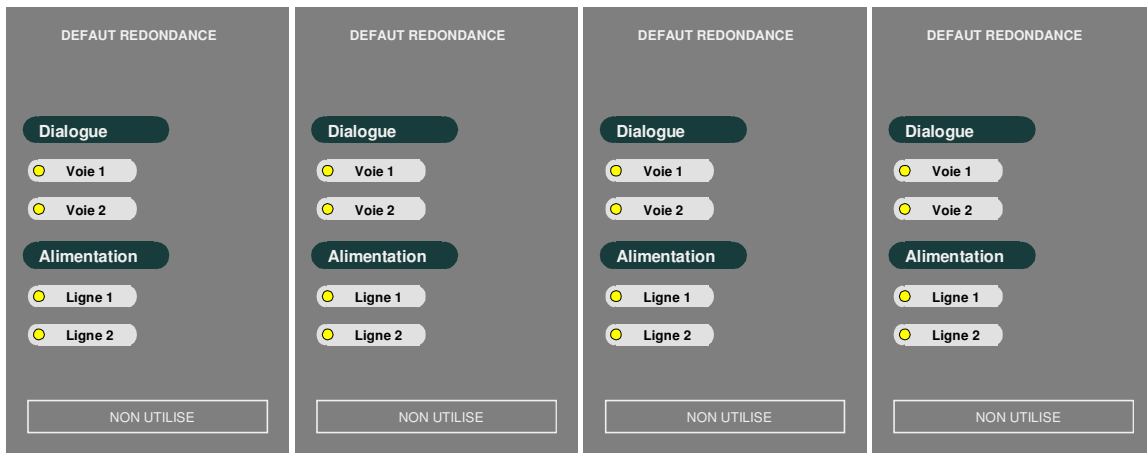 DEFAUT REDONDANCE
Dialogue
Voie 1
Voie 2
Alimentation
Ligne 1
Ligne 2
NON UTILISE
DEFAUT REDONDANCE
Dialogue
Voie 1
Voie 2
Alimentation
Ligne 1
Ligne 2
NON UTILISE
DEFAUT REDONDANCE
Dialogue
Voie 1
Voie 2
Alimentation
Ligne 1
Ligne 2
NON UTILISE
DEFAUT REDONDANCE
Dialogue
Voie 1
Voie 2
Alimentation
Ligne 1
Ligne 2
NON UTILISE